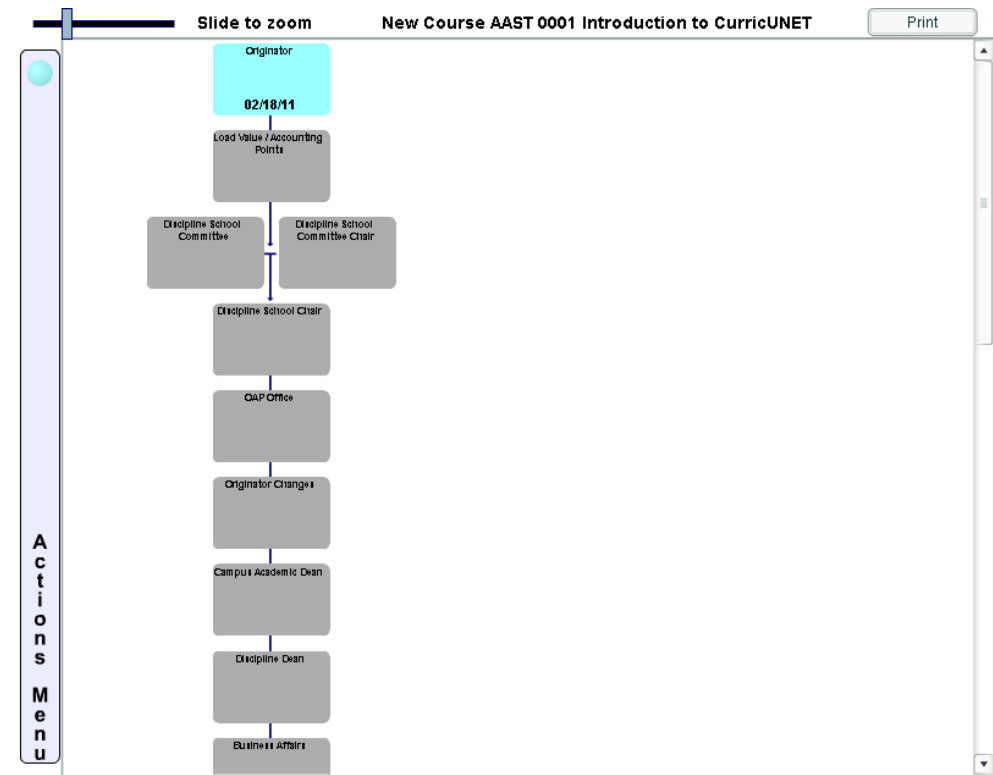 Slide to zoom
New Course AAST 0001 Introduction to CurricUNET
Print
Originator
02/18/11
Load Value / Accounting
Points
Discipline School
Committee
Discipline School
Committee Chair
Discipline School Chair
OAP Office
Originator Changes
Campus Academic Dean
Discipline Dean
Business Affairs
Actions Menu